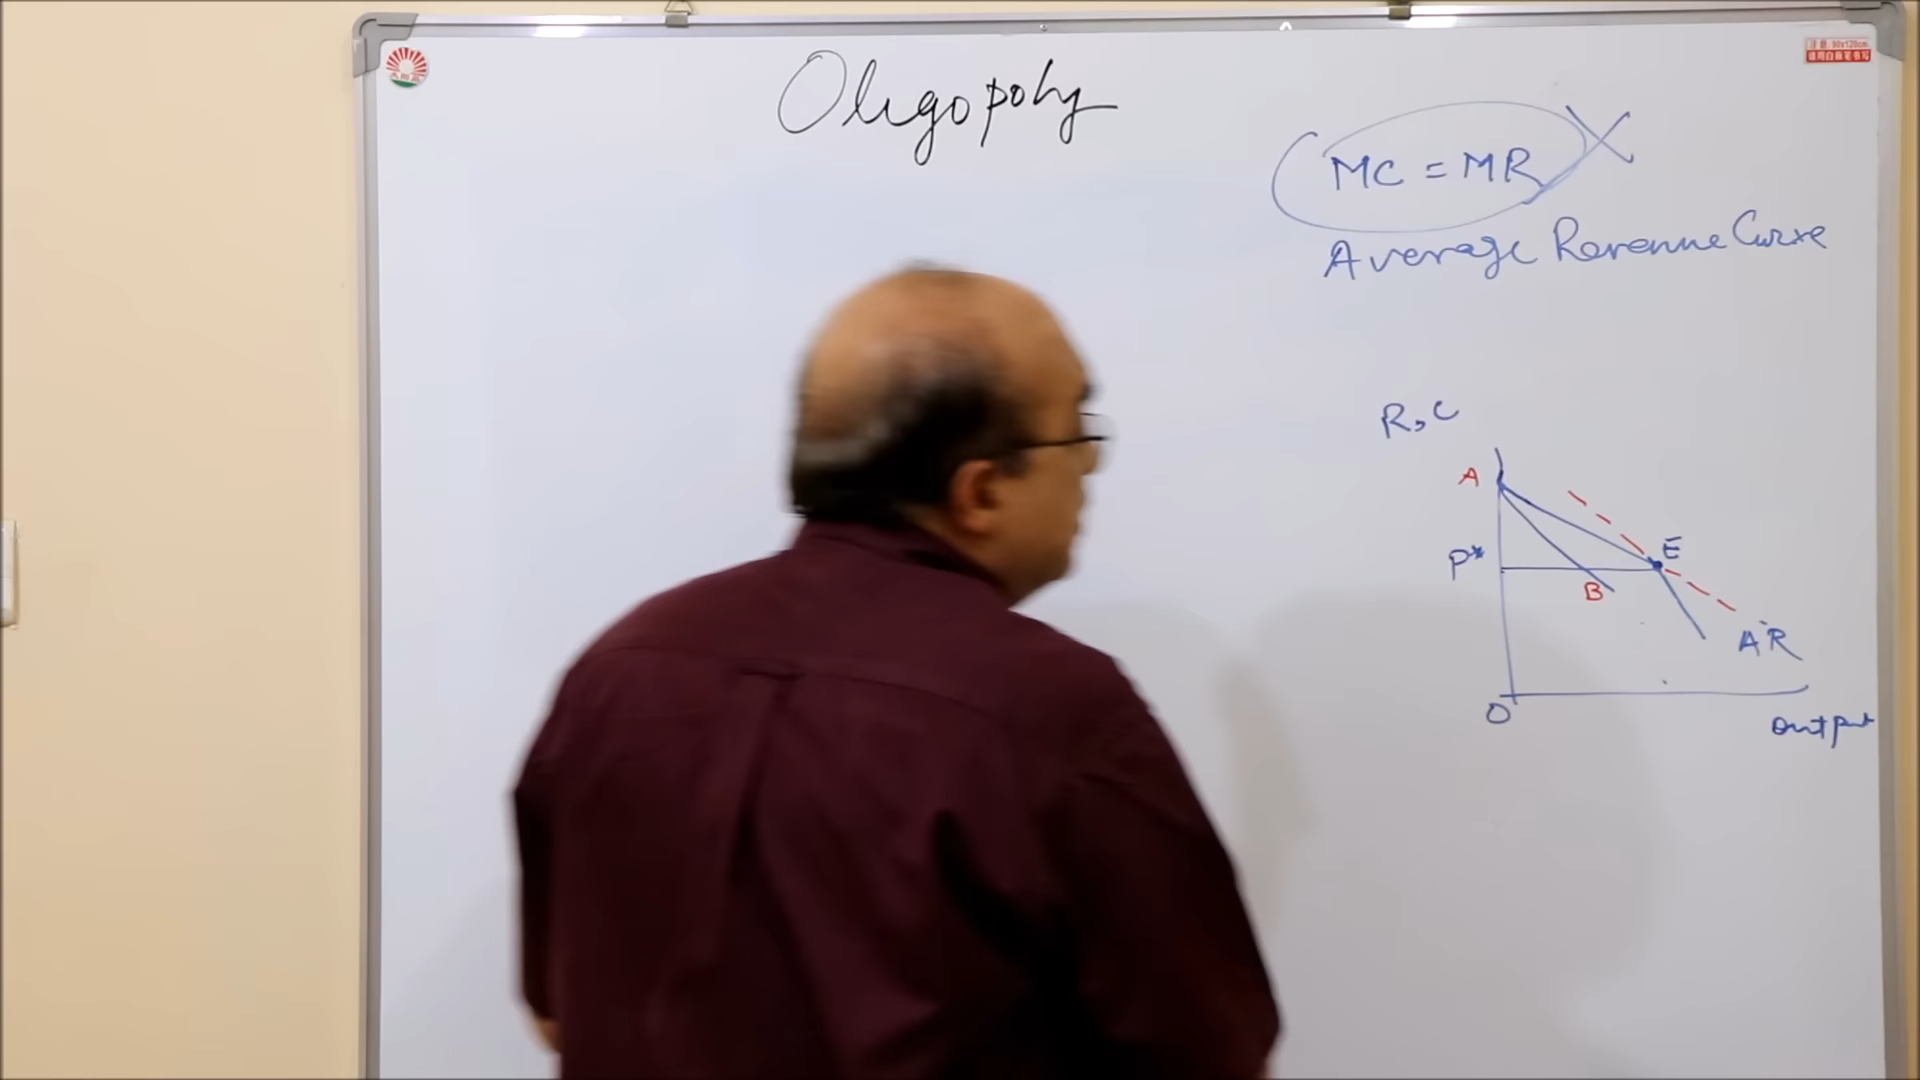 Oligopoly
MC = MR
Average Revenue Curve
R, C
A
P*
E
B
AR
O
output